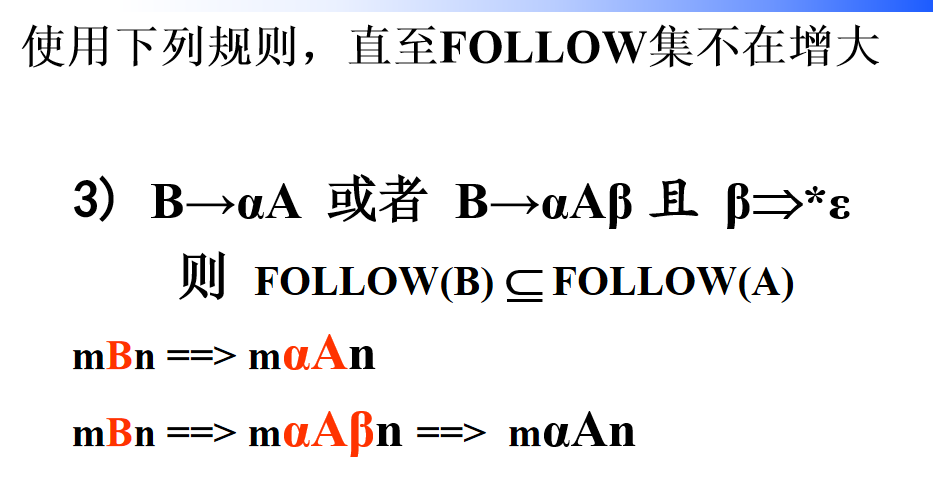 使用下列规则，直至FOLLOW集不在增大
3) B→αA 或者 B→αAβ 且 β⇒*ε
则 FOLLOW(B) ⊆ FOLLOW(A)
mBn ==> mαAn
mBn ==> mαAβn ==> mαAn